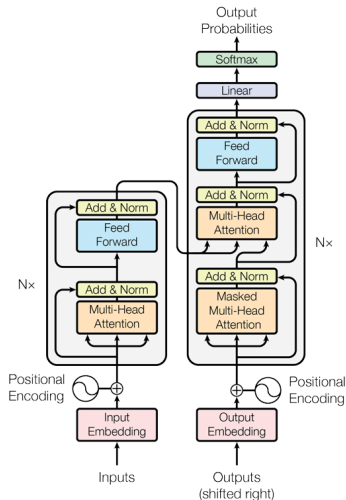 Output
Probabilities
Softmax
Linear
Add & Norm
Feed
Forward
Add & Norm
Multi-Head
Attention
Add & Norm
Masked
Multi-Head
Attention
N×
Add & Norm
Feed
Forward
Add & Norm
Multi-Head
Attention
N×
Positional
Encoding
Positional
Encoding
Input
Embedding
Output
Embedding
Inputs
Outputs
(shifted right)